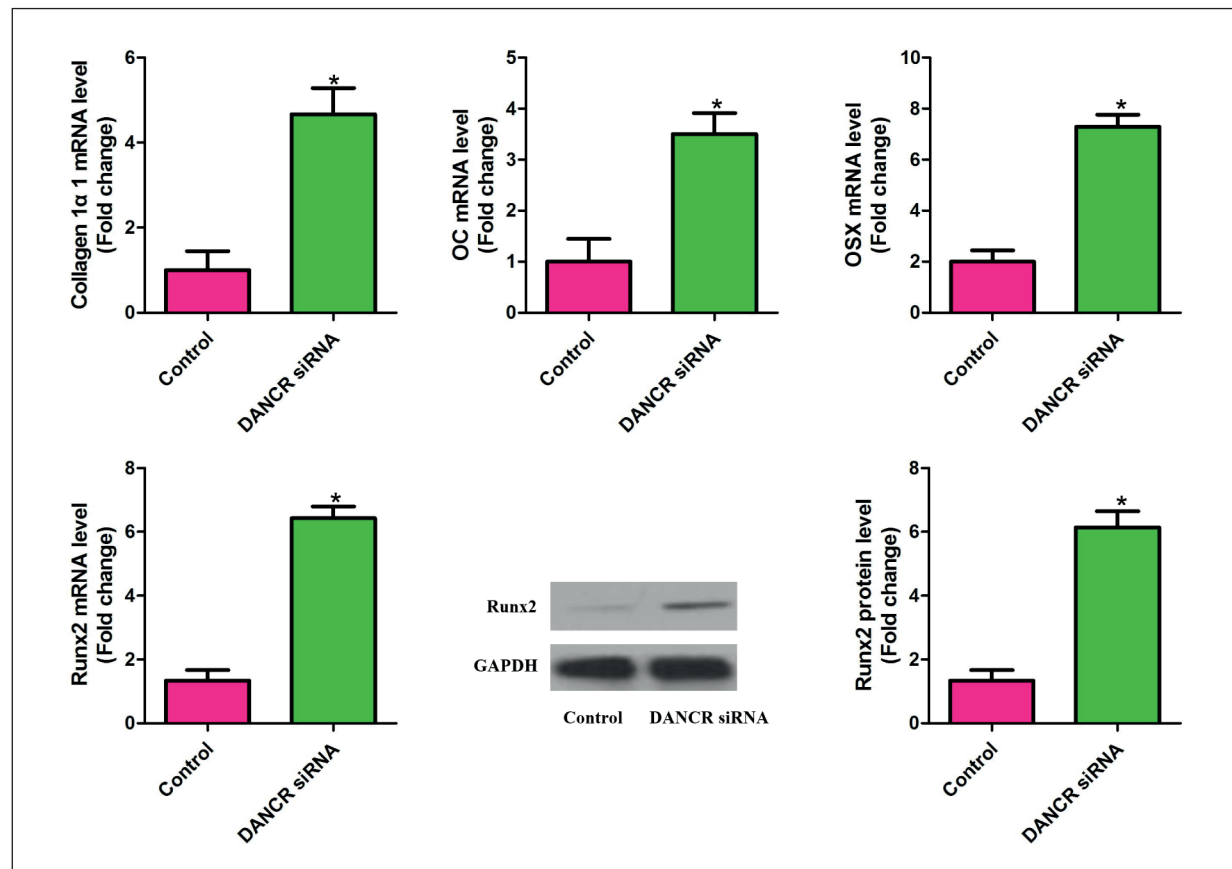 Collagen 1α 1 mRNA level
(Fold change)
6
4
2
0
*
Control
DANCR siRNA
OC mRNA level
(Fold change)
5
4
3
2
1
0
*
Control
DANCR siRNA
OSX mRNA level
(Fold change)
10
8
6
4
2
0
*
Control
DANCR siRNA
Runx2 mRNA level
(Fold change)
8
6
4
2
0
*
Control
DANCR siRNA
Runx2
GAPDH
Control DANCR siRNA
Runx2 protein level
(Fold change)
8
6
4
2
0
*
Control
DANCR siRNA